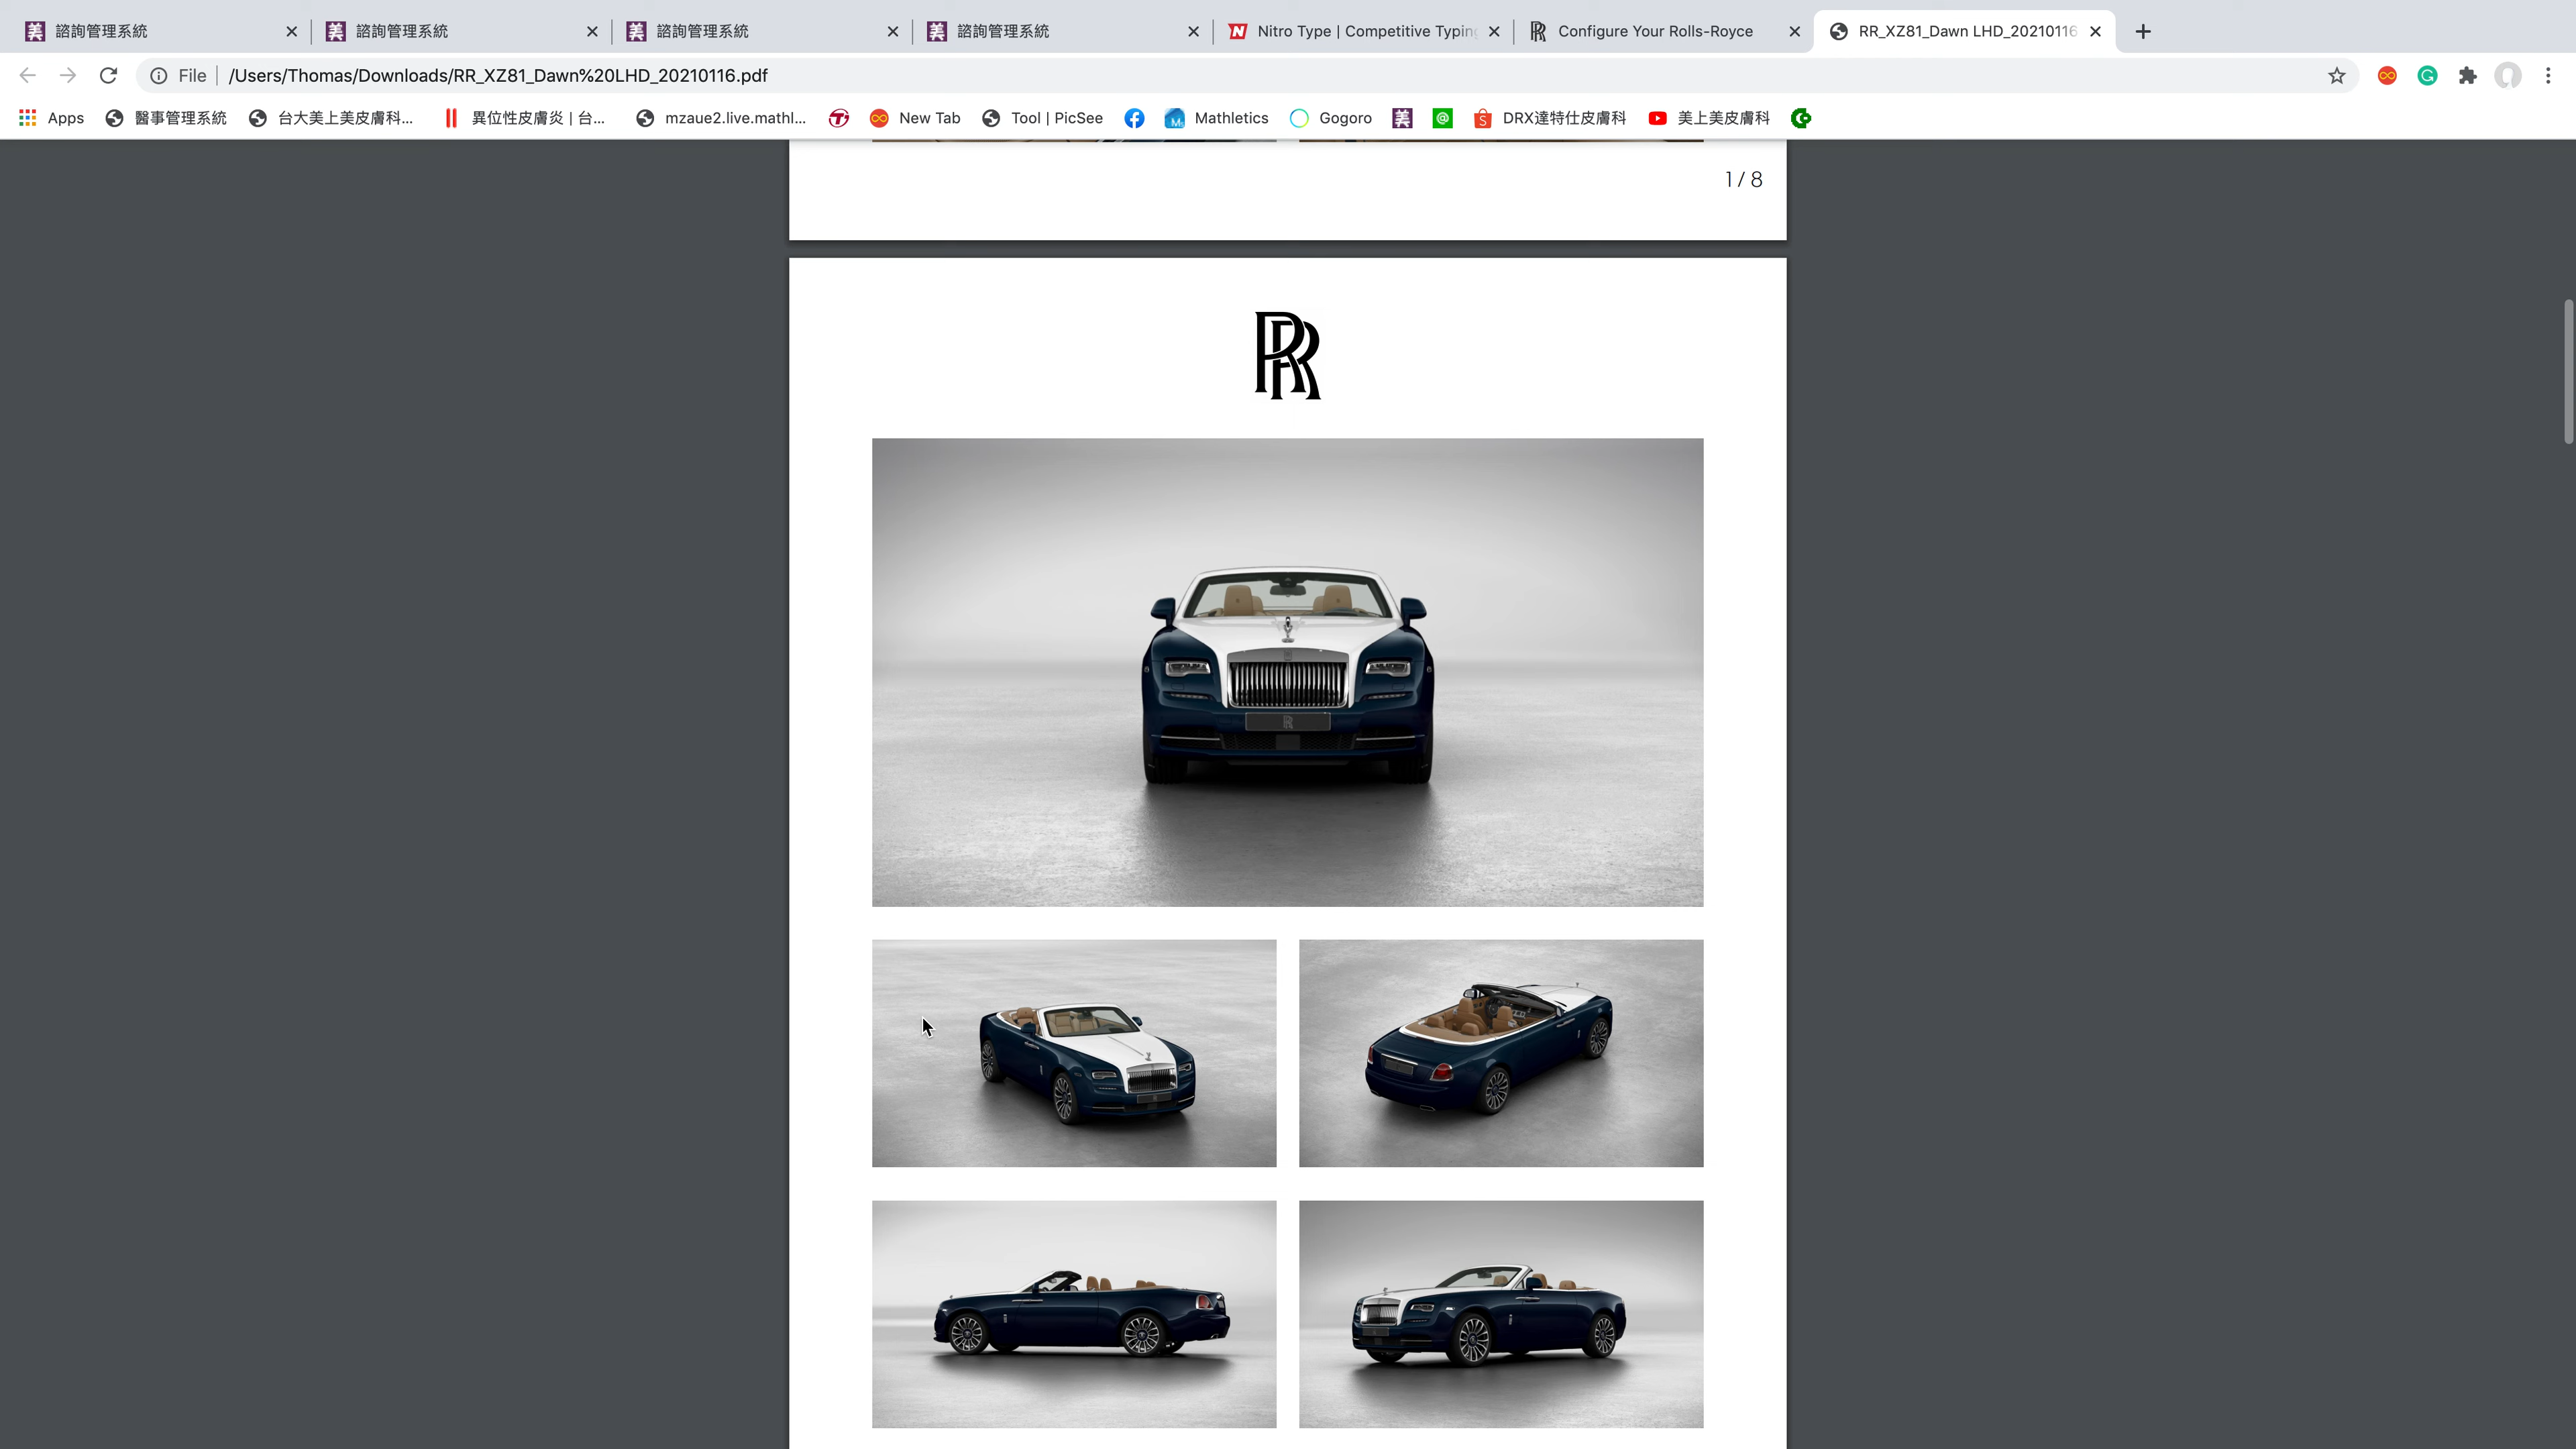 諮詢管理系統
諮詢管理系統
諮詢管理系統
諮詢管理系統
Nitro Type | Competitive Typing
Configure Your Rolls-Royce
RR_XZ81_Dawn LHD_20210116
File
/Users/Thomas/Downloads/RR_XZ81_Dawn%20LHD_20210116.pdf
Apps
醫事管理系統
台大美上美皮膚科...
異位性皮膚炎 | 台...
mzaue2.live.mathl...
New Tab
Tool | PicSee
Mathletics
Gogoro
DRX達特仕皮膚科
美上美皮膚科
1 / 8
RR